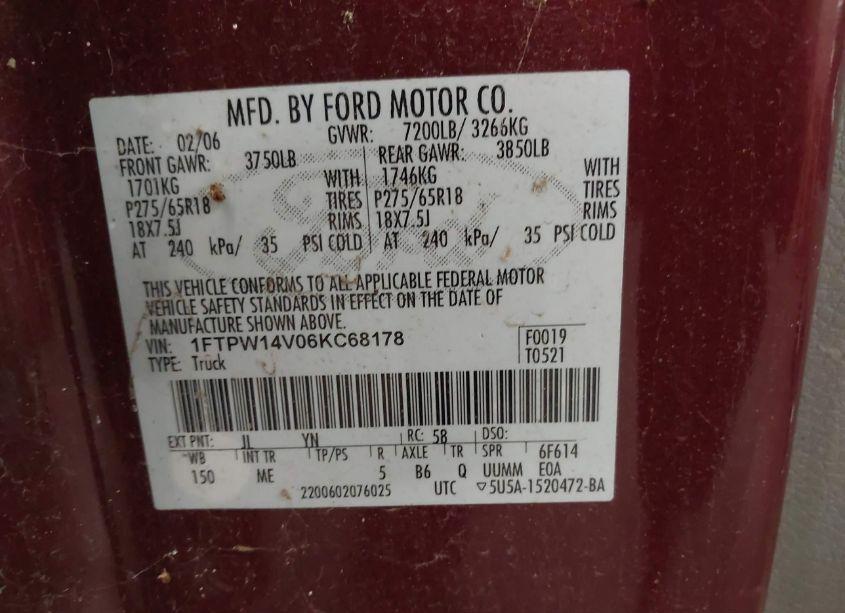 MFD. BY FORD MOTOR CO.
DATE: 02/06 GVWR: 7200LB/ 3266KG
FRONT GAWR: 3750LB REAR GAWR: 3850LB
1701KG WITH 1746KG WITH
P275/65R18 TIRES P275/65R18 TIRES
18X7.5J RIMS 18X7.5J RIMS
AT 240 kPa/ 35 PSI COLD AT 240 kPa/ 35 PSI COLD
Ford
THIS VEHICLE CONFORMS TO ALL APPLICABLE FEDERAL MOTOR
VEHICLE SAFETY STANDARDS IN EFFECT ON THE DATE OF
MANUFACTURE SHOWN ABOVE.
VIN: 1FTPW14V06KC68178 F0019
TYPE: Truck T0521
EXT PNT: JL YN RC: 58 DSO:
WB INT TR TP/PS R AXLE TR SPR 6F614
150 ME 5 B6 Q UUMM E0A
2200602076025 UTC ▽5U5A-1520472-BA